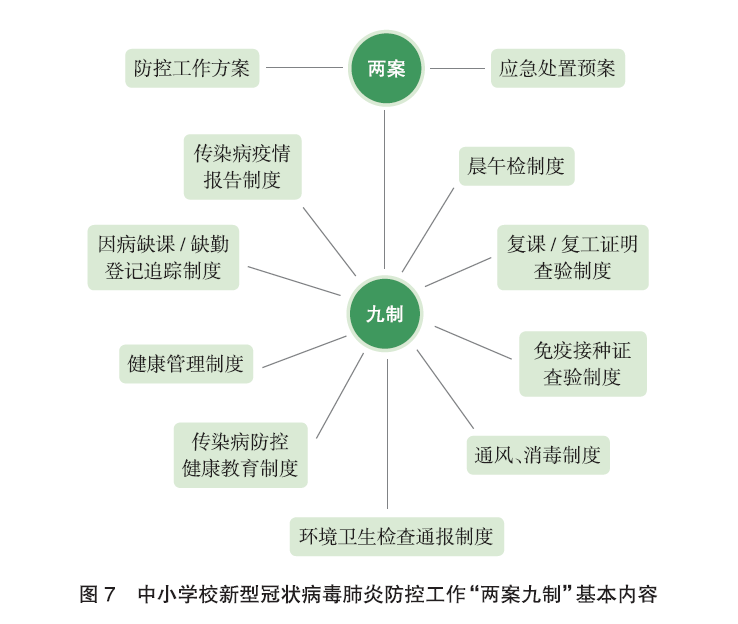 防控工作方案
两案
应急处置预案
传染病疫情
报告制度
晨午检制度
因病缺课 / 缺勤
登记追踪制度
复课 / 复工证明
查验制度
九制
健康管理制度
免疫接种证
查验制度
传染病防控
健康教育制度
通风、消毒制度
环境卫生检查通报制度
图 7　中小学校新型冠状病毒肺炎防控工作“两案九制”基本内容